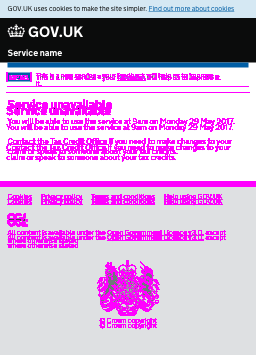 GOV.UK uses cookies to make the site simpler. Find out more about cookies
GOV.UK
Service name
This is a new service – your feedback will help us to improve
it.
Service unavailable
You will be able to use the service at 9am on Monday 29 May 2017.
Contact the Tax Credit Office if you need to make changes to your
claim or speak to someone about your tax credits.
Cookies Privacy policy Terms and conditions Help using GOV.UK
OGL
All content is available under the Open Government Licence v3.0, except
where otherwise stated
© Crown copyright